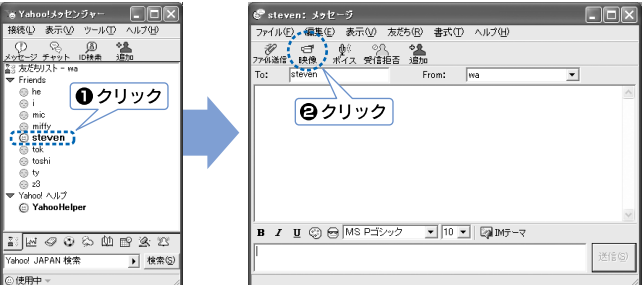 Yahoo!メッセンジャー
接続(L) 表示(V) ツール(T) ヘルプ(H)
メッセージ チャット ID検索 追加
友だちリスト - wa
Friends
he
i
mic
miffy
steven
tak
toshi
ty
z3
Yahoo! ヘルプ
YahooHelper
Yahoo! JAPAN 検索 検索(S)
使用中
❶ クリック
steven: メッセージ
ファイル(F) 編集(E) 表示(V) 友だち(R) 書式(T) ヘルプ(H)
ファイル送信 映像 ボイス 受信拒否 追加
To: steven From: wa
❷ クリック
B I U MS Pゴシック 10 IMテーマ
送信(S)